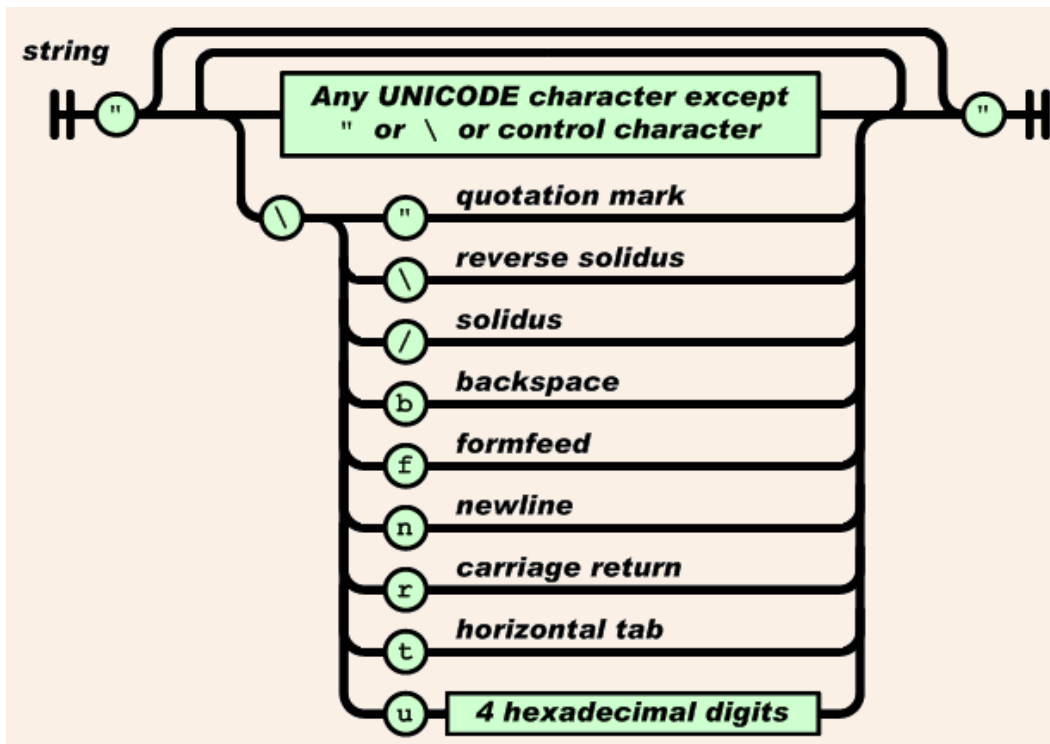 string
"
Any UNICODE character except
" or \ or control character
"
\
" quotation mark
\ reverse solidus
/ solidus
b backspace
f formfeed
n newline
r carriage return
t horizontal tab
u 4 hexadecimal digits